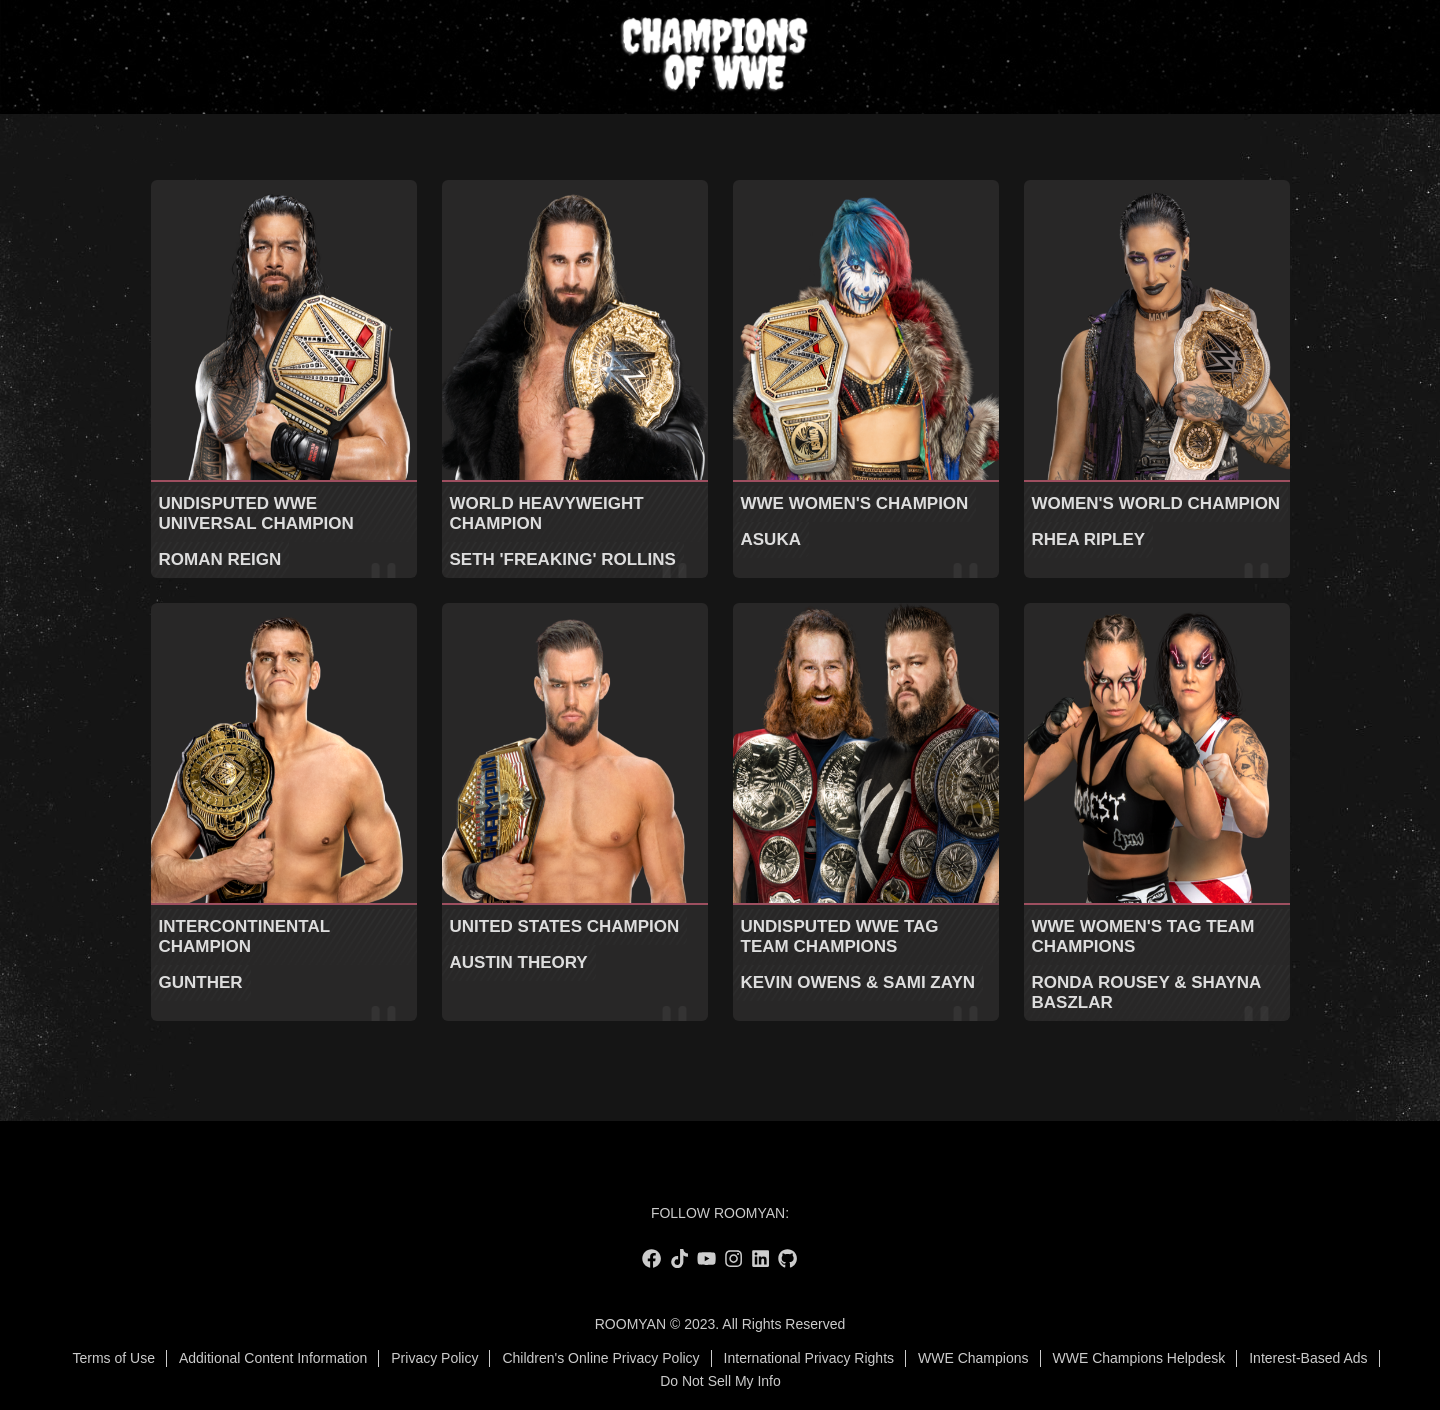 CHAMPIONS
OF WWE
UNDISPUTED WWE
UNIVERSAL CHAMPION
ROMAN REIGN
WORLD HEAVYWEIGHT
CHAMPION
SETH 'FREAKING' ROLLINS
WWE WOMEN'S CHAMPION
ASUKA
WOMEN'S WORLD CHAMPION
RHEA RIPLEY
INTERCONTINENTAL
CHAMPION
GUNTHER
UNITED STATES CHAMPION
AUSTIN THEORY
UNDISPUTED WWE TAG
TEAM CHAMPIONS
KEVIN OWENS & SAMI ZAYN
WWE WOMEN'S TAG TEAM
CHAMPIONS
RONDA ROUSEY & SHAYNA
BASZLAR
FOLLOW ROOMYAN:
ROOMYAN © 2023. All Rights Reserved
Terms of Use Additional Content Information Privacy Policy Children's Online Privacy Policy International Privacy Rights WWE Champions WWE Champions Helpdesk Interest-Based Ads
Do Not Sell My Info